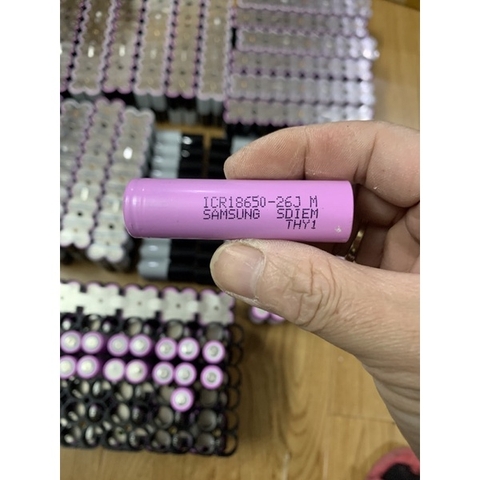 ICR18650-26J M
SAMSUNG SDIEM
THY1